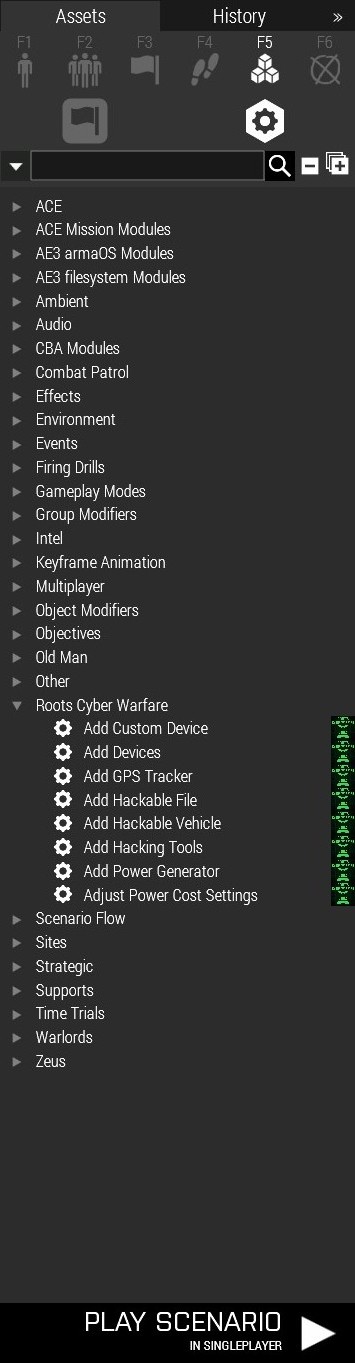 Assets History »
F1 F2 F3 F4 F5 F6
ACE
ACE Mission Modules
AE3 armaOS Modules
AE3 filesystem Modules
Ambient
Audio
CBA Modules
Combat Patrol
Effects
Environment
Events
Firing Drills
Gameplay Modes
Group Modifiers
Intel
Keyframe Animation
Multiplayer
Object Modifiers
Objectives
Old Man
Other
Roots Cyber Warfare
Add Custom Device
Add Devices
Add GPS Tracker
Add Hackable File
Add Hackable Vehicle
Add Hacking Tools
Add Power Generator
Adjust Power Cost Settings
Scenario Flow
Sites
Strategic
Supports
Time Trials
Warlords
Zeus
PLAY SCENARIO
IN SINGLEPLAYER